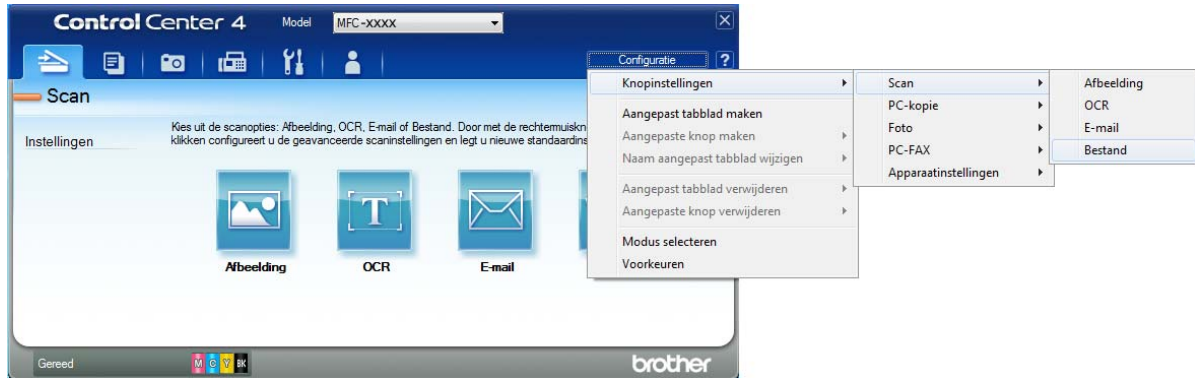 Control Center 4 Model MFC-XXXX
Configuratie ?
Scan
Instellingen
Kies uit de scanopties: Afbeelding, OCR, E-mail of Bestand. Door met de rechtermuiskn
klikken configureert u de geavanceerde scaninstellingen en legt u nieuwe standaardins
T
Afbeelding OCR E-mail
Knopinstellingen
Aangepast tabblad maken
Aangepaste knop maken
Naam aangepast tabblad wijzigen
Aangepast tabblad verwijderen
Aangepaste knop verwijderen
Modus selecteren
Voorkeuren
Scan
PC-kopie
Foto
PC-FAX
Apparaatinstellingen
Afbeelding
OCR
E-mail
Bestand
Gereed M C Y BK brother